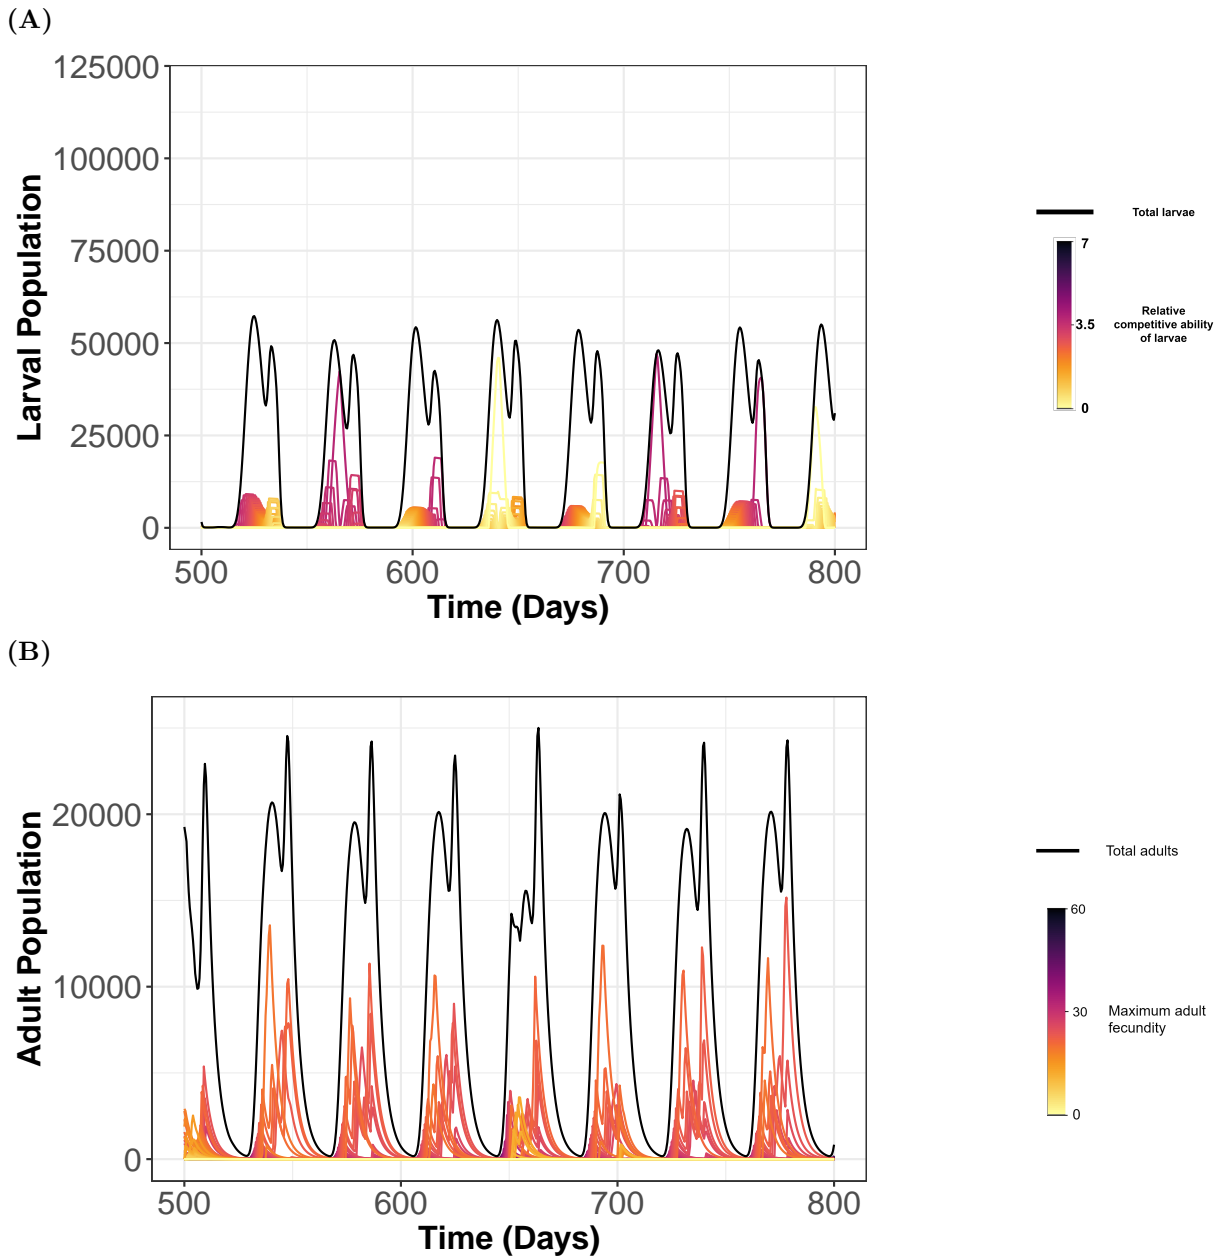 (A)
125000
100000
75000
50000
25000
0
Larval Population
500
600
700
800
Time (Days)
Total larvae
7
3.5
0
Relative
competitive ability
of larvae
(B)
20000
10000
0
Adult Population
500
600
700
800
Time (Days)
Total adults
60
30
0
Maximum adult
fecundity